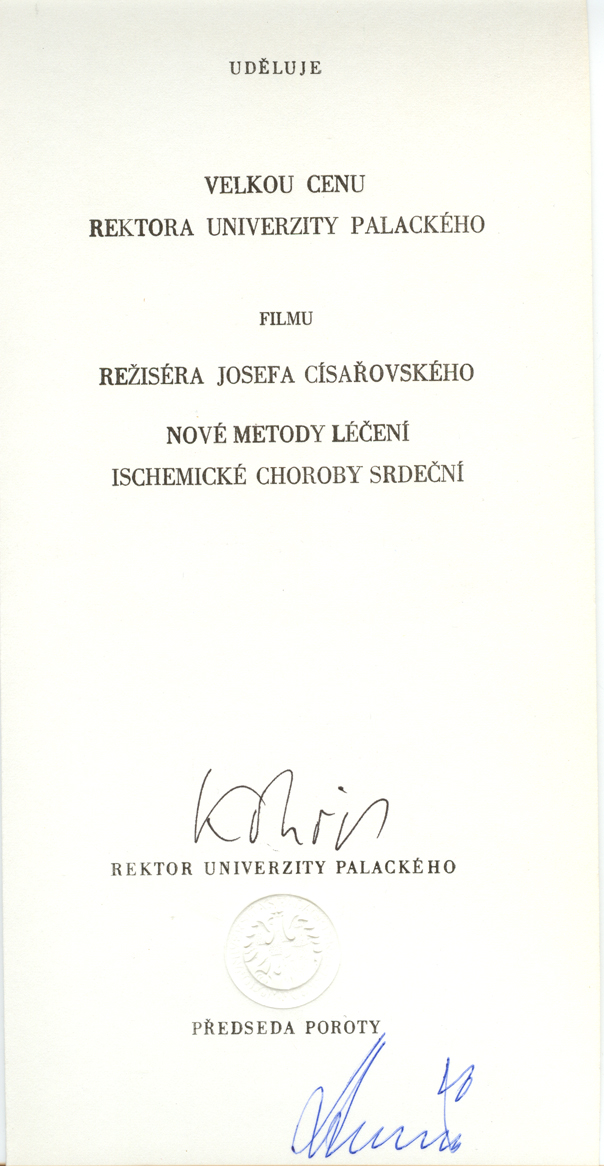 UDĚLUJE
VELKOU CENU
REKTORA UNIVERZITY PALACKÉHO
FILMU
REŽISÉRA JOSEFA CÍSAŘOVSKÉHO
NOVÉ METODY LÉČENÍ
ISCHEMICKÉ CHOROBY SRDEČNÍ
REKTOR UNIVERZITY PALACKÉHO
PŘEDSEDA POROTY